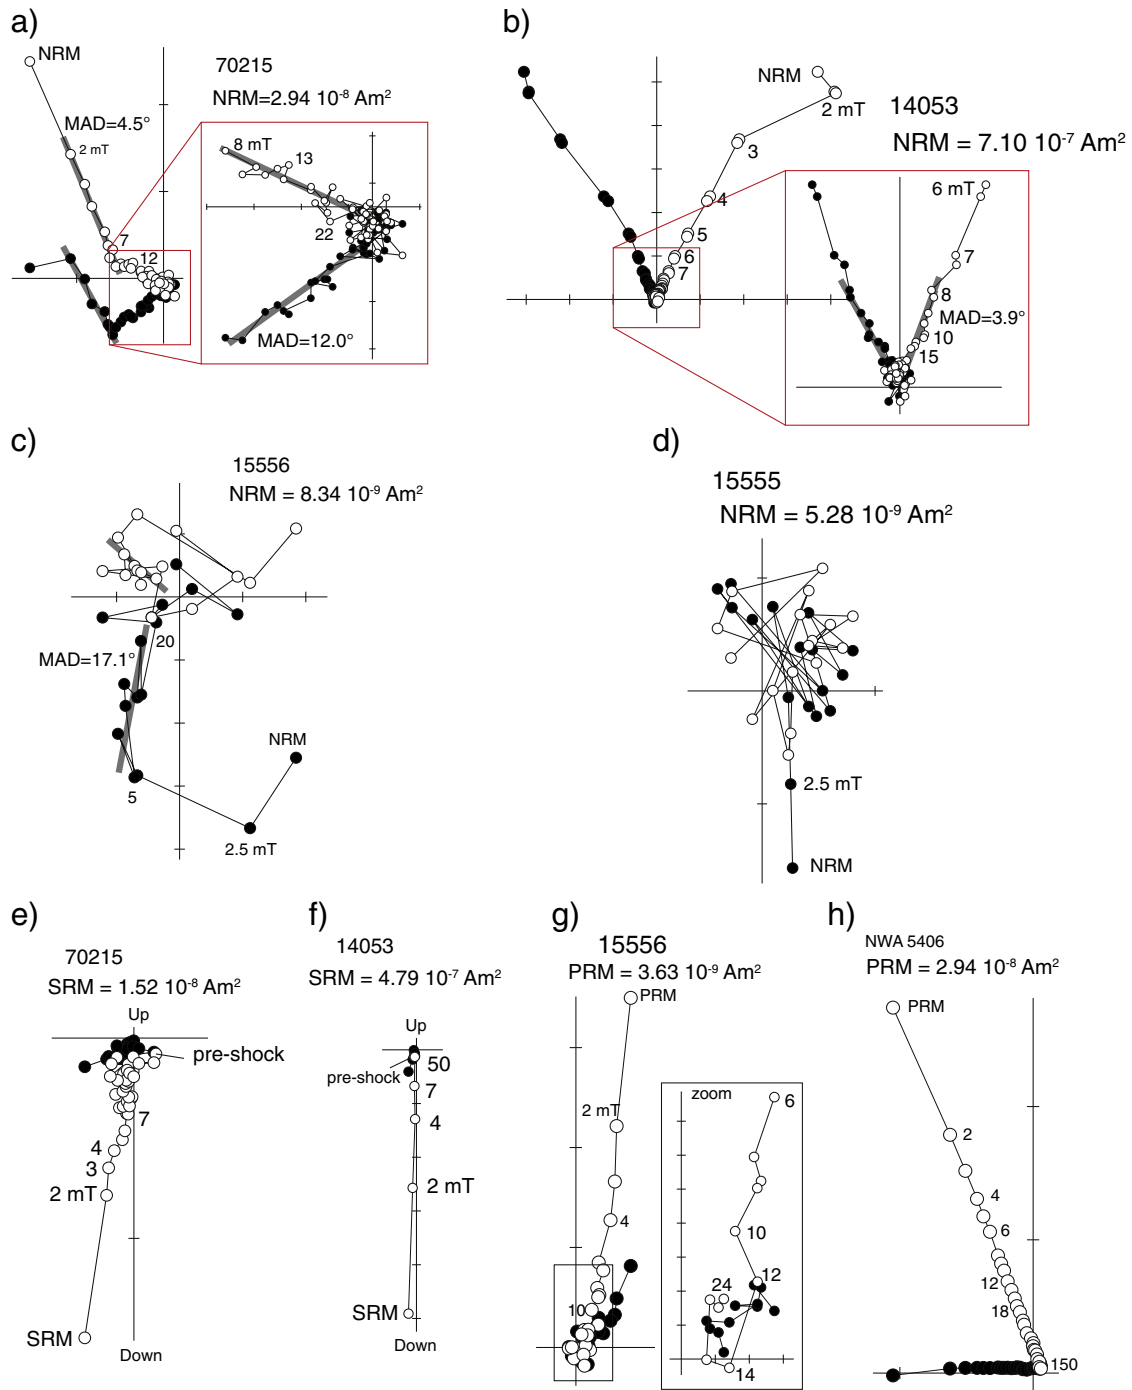 a)
NRM
70215
NRM=2.94 10⁻⁸ Am²
MAD=4.5°
2 mT
7
12
8 mT
13
22
MAD=12.0°
b)
NRM
2 mT
14053
NRM = 7.10 10⁻⁷ Am²
3
4
5
6
7
6 mT
7
8
MAD=3.9°
10
15
c)
15556
NRM = 8.34 10⁻⁹ Am²
20
MAD=17.1°
NRM
5
2.5 mT
d)
15555
NRM = 5.28 10⁻⁹ Am²
2.5 mT
NRM
e)
70215
SRM = 1.52 10⁻⁸ Am²
Up
pre-shock
7
4
3
2 mT
SRM
Down
f)
14053
SRM = 4.79 10⁻⁷ Am²
Up
50
pre-shock
7
4
2 mT
SRM
Down
g)
15556
PRM = 3.63 10⁻⁹ Am²
PRM
2 mT
4
10
zoom
6
10
12
24
14
h)
NWA 5406
PRM = 2.94 10⁻⁸ Am²
PRM
2
4
6
12
18
150